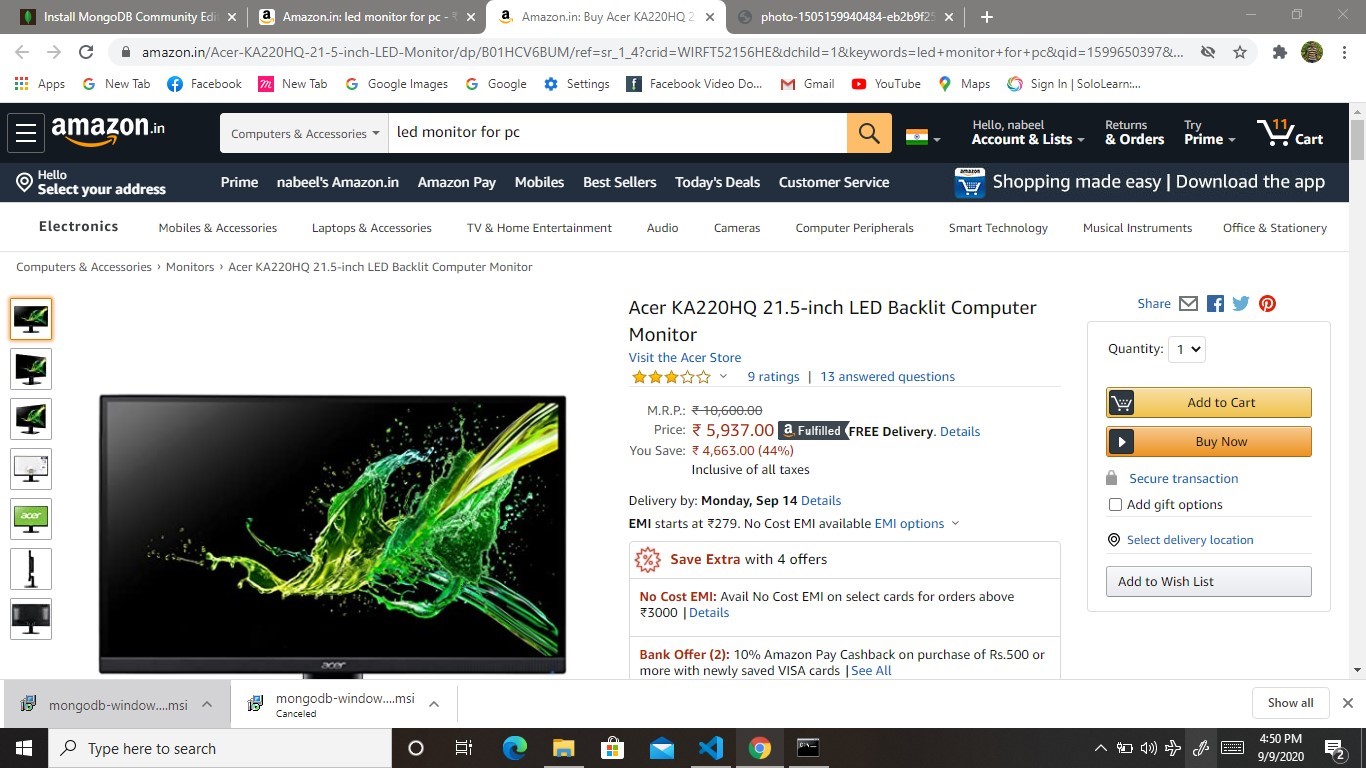 Install MongoDB Community Edi
Amazon.in: led monitor for pc - ₹
Amazon.in: Buy Acer KA220HQ 2
photo-1505159940484-eb2b9f25
amazon.in/Acer-KA220HQ-21-5-inch-LED-Monitor/dp/B01HCV6BUM/ref=sr_1_4?crid=WIRFT52156HE&dchild=1&keywords=led+monitor+for+pc&qid=1599650397&...
Apps
New Tab
Facebook
New Tab
Google Images
Google
Settings
Facebook Video Do...
Gmail
YouTube
Maps
Sign In | SoloLearn:...
amazon.in
Computers & Accessories
led monitor for pc
Hello, nabeel
Account & Lists
Returns
& Orders
Try
Prime
11
Cart
Hello
Select your address
Prime
nabeel's Amazon.in
Amazon Pay
Mobiles
Best Sellers
Today's Deals
Customer Service
amazon
Shopping made easy | Download the app
Electronics
Mobiles & Accessories
Laptops & Accessories
TV & Home Entertainment
Audio
Cameras
Computer Peripherals
Smart Technology
Musical Instruments
Office & Stationery
Computers & Accessories › Monitors › Acer KA220HQ 21.5-inch LED Backlit Computer Monitor
Acer KA220HQ 21.5-inch LED Backlit Computer
Monitor
Visit the Acer Store
9 ratings | 13 answered questions
M.R.P.: ₹ 10,600.00
Price: ₹ 5,937.00 a Fulfilled FREE Delivery. Details
You Save: ₹ 4,663.00 (44%)
Inclusive of all taxes
Delivery by: Monday, Sep 14 Details
EMI starts at ₹279. No Cost EMI available EMI options
Save Extra with 4 offers
No Cost EMI: Avail No Cost EMI on select cards for orders above
₹3000 | Details
Bank Offer (2): 10% Amazon Pay Cashback on purchase of Rs.500 or
more with newly saved VISA cards | See All
Share
Quantity: 1
Add to Cart
Buy Now
Secure transaction
Add gift options
Select delivery location
Add to Wish List
acer
acer
mongodb-window....msi
mongodb-window....msi
Canceled
Show all
Type here to search
4:50 PM
9/9/2020
2